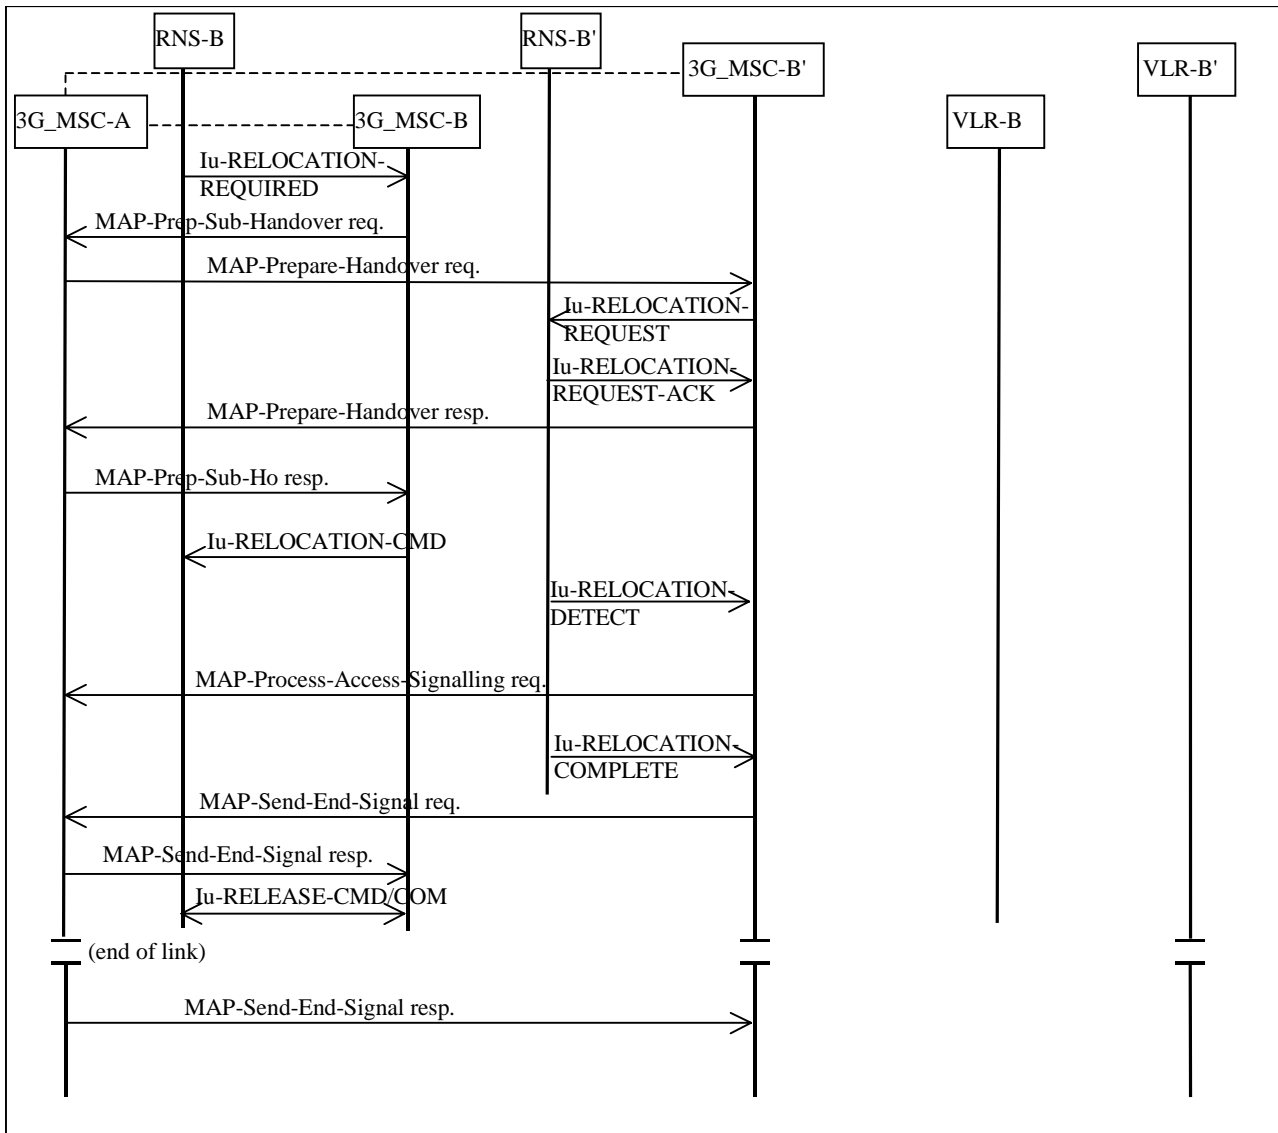 RNS-B
RNS-B'
3G_MSC-B'
VLR-B'
3G_MSC-A
3G_MSC-B
VLR-B
Iu-RELOCATION-
REQUIRED
MAP-Prep-Sub-Handover req.
MAP-Prepare-Handover req.
Iu-RELOCATION-
REQUEST
Iu-RELOCATION-
REQUEST-ACK
MAP-Prepare-Handover resp.
MAP-Prep-Sub-Ho resp.
Iu-RELOCATION-CMD
Iu-RELOCATION-
DETECT
MAP-Process-Access-Signalling req.
Iu-RELOCATION-
COMPLETE
MAP-Send-End-Signal req.
MAP-Send-End-Signal resp.
Iu-RELEASE-CMD/COM
(end of link)
MAP-Send-End-Signal resp.